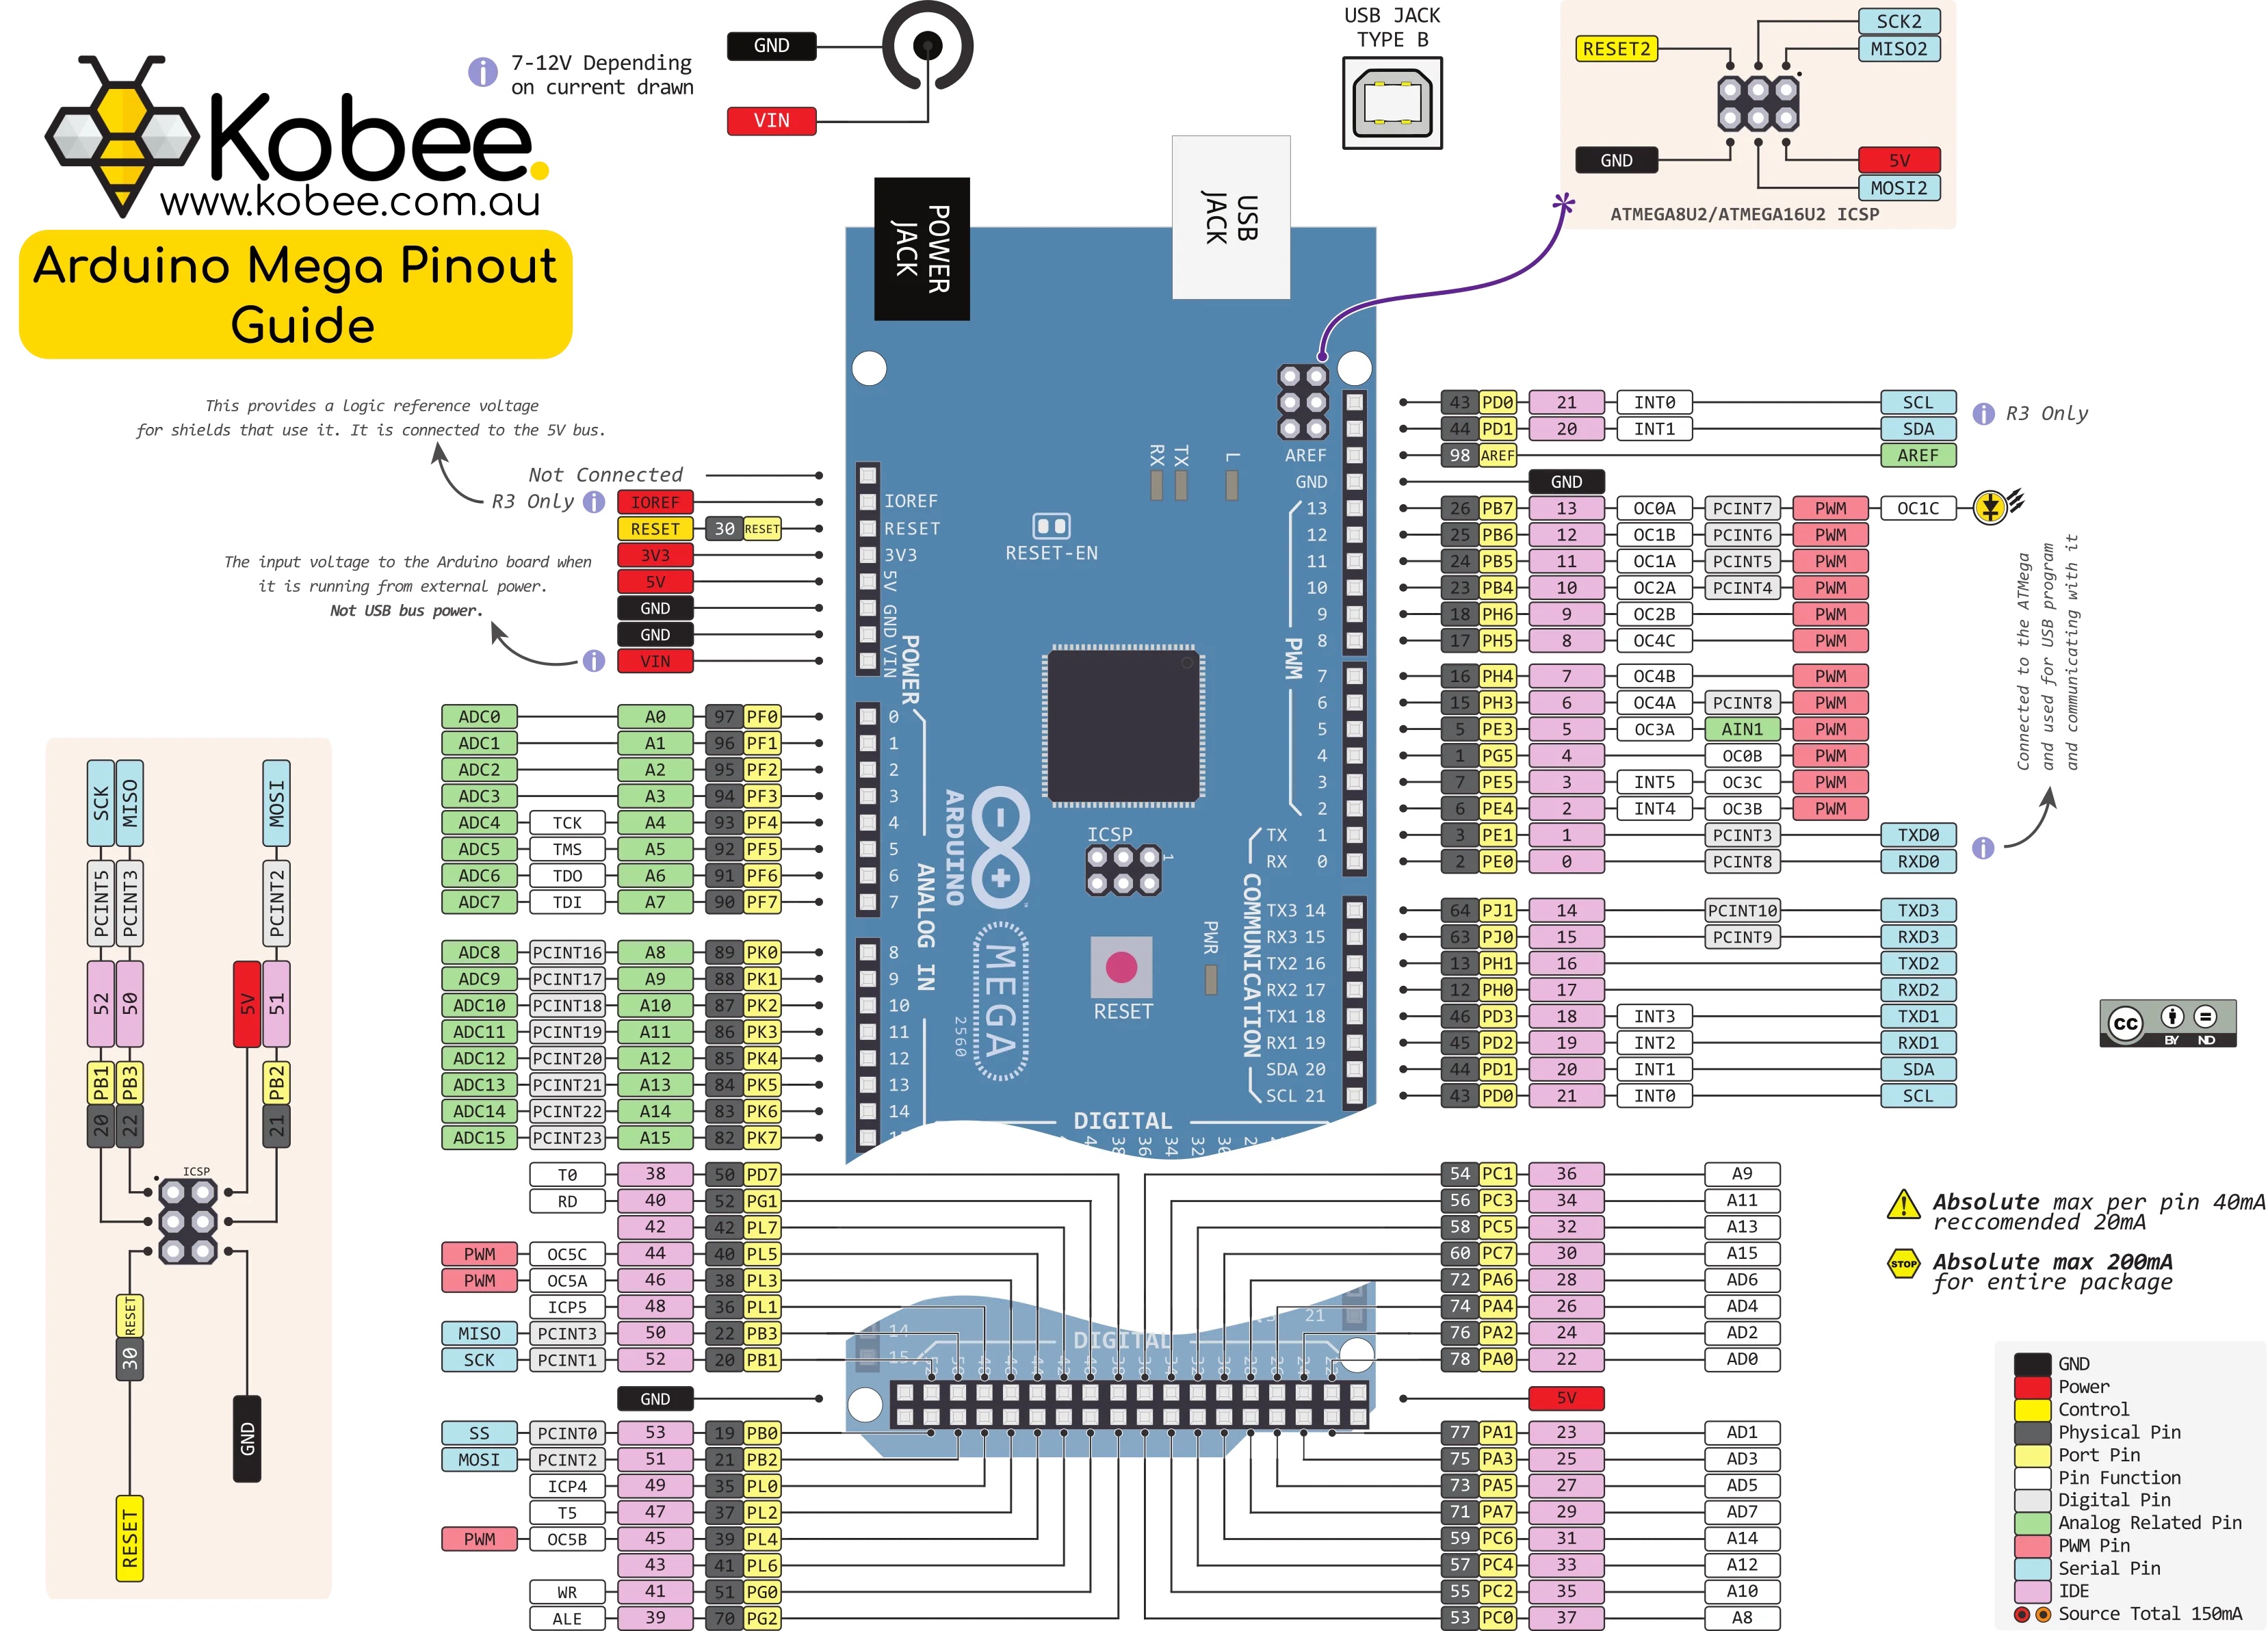 Kobee.
www.kobee.com.au
Arduino Mega Pinout
Guide
7-12V Depending
on current drawn
GND
VIN
USB JACK
TYPE B
POWER
JACK
USB
JACK
SCK2
RESET2 MISO2
GND 5V
MOSI2
ATMEGA8U2/ATMEGA16U2 ICSP
This provides a logic reference voltage
for shields that use it. It is connected to the 5V bus.
Not Connected
R3 Only IOREF
RESET 30 RESET
3V3
5V
GND
GND
VIN
The input voltage to the Arduino board when
it is running from external power.
Not USB bus power.
ADC0 A0 97 PF0
ADC1 A1 96 PF1
ADC2 A2 95 PF2
ADC3 A3 94 PF3
ADC4 TCK A4 93 PF4
ADC5 TMS A5 92 PF5
ADC6 TDO A6 91 PF6
ADC7 TDI A7 90 PF7
ADC8 PCINT16 A8 89 PK0
ADC9 PCINT17 A9 88 PK1
ADC10 PCINT18 A10 87 PK2
ADC11 PCINT19 A11 86 PK3
ADC12 PCINT20 A12 85 PK4
ADC13 PCINT21 A13 84 PK5
ADC14 PCINT22 A14 83 PK6
ADC15 PCINT23 A15 82 PK7
T0 38 50 PD7
RD 40 52 PG1
42 42 PL7
PWM OC5C 44 40 PL5
PWM OC5A 46 38 PL3
ICP5 48 36 PL1
MISO PCINT3 50 22 PB3
SCK PCINT1 52 20 PB1
GND
SS PCINT0 53 19 PB0
MOSI PCINT2 51 21 PB2
ICP4 49 35 PL0
T5 47 37 PL2
PWM OC5B 45 39 PL4
43 41 PL6
WR 41 51 PG0
ALE 39 70 PG2
SCK PCINT5 52 PB1 20
MISO PCINT3 50 PB3 22
5V
MOSI PCINT2 51 PB2 21
ICSP
RESET 30 RESET
GND
RX TX L
RESET-EN
IOREF
RESET
3V3
5V
GND
VIN
POWER
0
1
2
3
4
5
6
7
ANALOG IN
8
9
10
11
12
13
14
ARDUINO
MEGA
2560
ICSP
1
PWR
RESET
AREF
GND
13
12
11
10
9
8
PWM
7
6
5
4
3
2
TX 1
RX 0
COMMUNICATION
TX3 14
RX3 15
TX2 16
RX2 17
TX1 18
RX1 19
SDA 20
SCL 21
DIGITAL
38 36 34 32
14
15
21
DIGITAL
43 PD0 21 INT0 SCL
44 PD1 20 INT1 SDA
R3 Only
98 AREF AREF
GND
26 PB7 13 OC0A PCINT7 PWM OC1C
25 PB6 12 OC1B PCINT6 PWM
24 PB5 11 OC1A PCINT5 PWM
23 PB4 10 OC2A PCINT4 PWM
18 PH6 9 OC2B PWM
17 PH5 8 OC4C PWM
16 PH4 7 OC4B PWM
15 PH3 6 OC4A PCINT8 PWM
5 PE3 5 OC3A AIN1 PWM
1 PG5 4 OC0B PWM
7 PE5 3 INT5 OC3C PWM
6 PE4 2 INT4 OC3B PWM
3 PE1 1 PCINT3 TXD0
2 PE0 0 PCINT8 RXD0
Connected to the ATMega
and used for USB program
and communicating with it
64 PJ1 14 PCINT10 TXD3
63 PJ0 15 PCINT9 RXD3
13 PH1 16 TXD2
12 PH0 17 RXD2
46 PD3 18 INT3 TXD1
45 PD2 19 INT2 RXD1
44 PD1 20 INT1 SDA
43 PD0 21 INT0 SCL
54 PC1 36 A9
56 PC3 34 A11
58 PC5 32 A13
60 PC7 30 A15
72 PA6 28 AD6
74 PA4 26 AD4
76 PA2 24 AD2
78 PA0 22 AD0
5V
77 PA1 23 AD1
75 PA3 25 AD3
73 PA5 27 AD5
71 PA7 29 AD7
59 PC6 31 A14
57 PC4 33 A12
55 PC2 35 A10
53 PC0 37 A8
cc BY ND
Absolute max per pin 40mA
reccomended 20mA
STOP
Absolute max 200mA
for entire package
GND
Power
Control
Physical Pin
Port Pin
Pin Function
Digital Pin
Analog Related Pin
PWM Pin
Serial Pin
IDE
Source Total 150mA